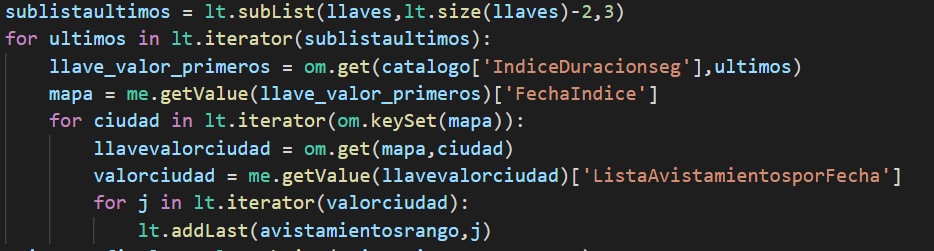 sublistaultimos = lt.subList(llaves,lt.size(llaves)-2,3)
for ultimos in lt.iterator(sublistaultimos):
    llave_valor_primeros = om.get(catalogo['IndiceDuracionseg'],ultimos)
    mapa = me.getValue(llave_valor_primeros)['FechaIndice']
    for ciudad in lt.iterator(om.keySet(mapa)):
        llavevalorciudad = om.get(mapa,ciudad)
        valorciudad = me.getValue(llavevalorciudad)['ListaAvistamientosporFecha']
        for j in lt.iterator(valorciudad):
            lt.addLast(avistamientosrango,j)